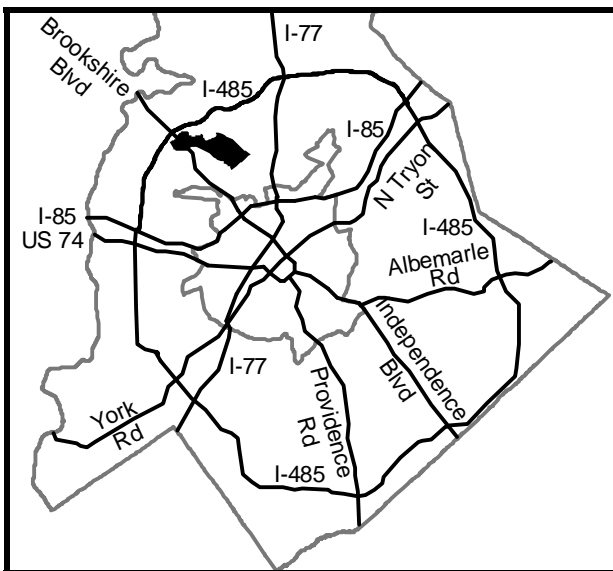 I-77
Brookshire
Blvd
I-485
I-85
N Tryon
St
I-85
US 74
I-485
Albemarle
Rd
Independence
Blvd
I-77
Providence
Rd
York
Rd
I-485